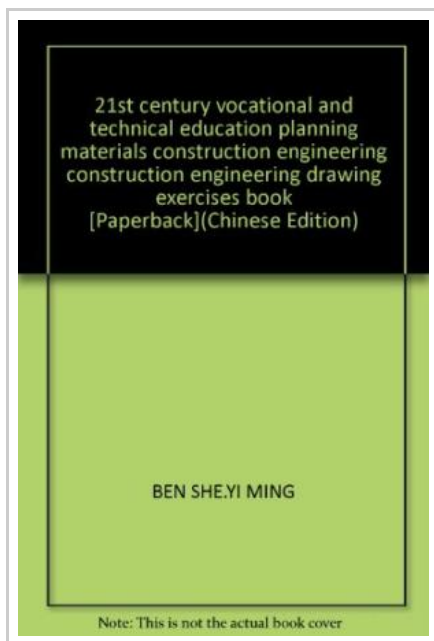 21st century vocational and
technical education planning
materials construction engineering
construction engineering drawing
exercises book
[Paperback](Chinese Edition)
BEN SHE.YI MING
Note: This is not the actual book cover